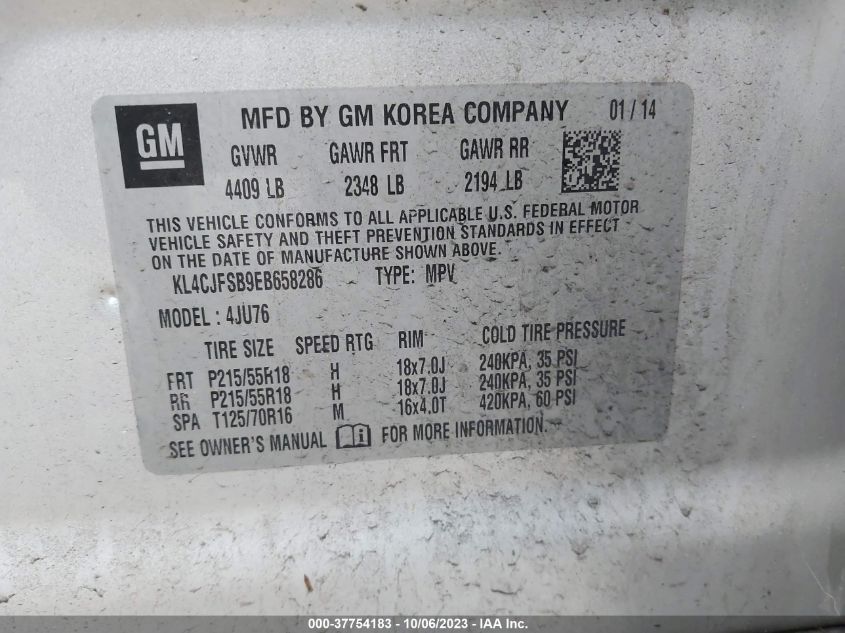 GM
MFD BY GM KOREA COMPANY 01/14
GVWR GAWR FRT GAWR RR
4409 LB 2348 LB 2194 LB
THIS VEHICLE CONFORMS TO ALL APPLICABLE U.S. FEDERAL MOTOR
VEHICLE SAFETY AND THEFT PREVENTION STANDARDS IN EFFECT
ON THE DATE OF MANUFACTURE SHOWN ABOVE.
KL4CJFSB9EB658286 TYPE: MPV
MODEL: 4JU76
TIRE SIZE SPEED RTG RIM COLD TIRE PRESSURE
FRT P215/55R18 H 18x7.0J 240KPA, 35 PSI
RR P215/55R18 H 18x7.0J 240KPA, 35 PSI
SPA T125/70R16 M 16x4.0T 420KPA, 60 PSI
SEE OWNER'S MANUAL FOR MORE INFORMATION.
000-37754183 - 10/06/2023 - IAA Inc.